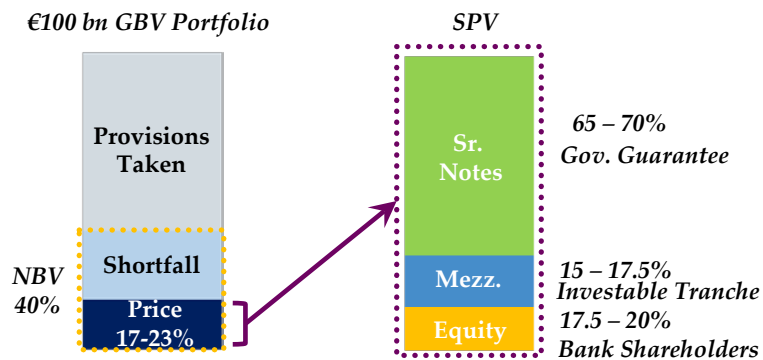 €100 bn GBV Portfolio
Provisions
Taken
Shortfall
NBV
40%
Price
17-23%
SPV
Sr.
Notes
65 – 70%
Gov. Guarantee
Mezz.
15 – 17.5%
Investable Tranche
Equity
17.5 – 20%
Bank Shareholders